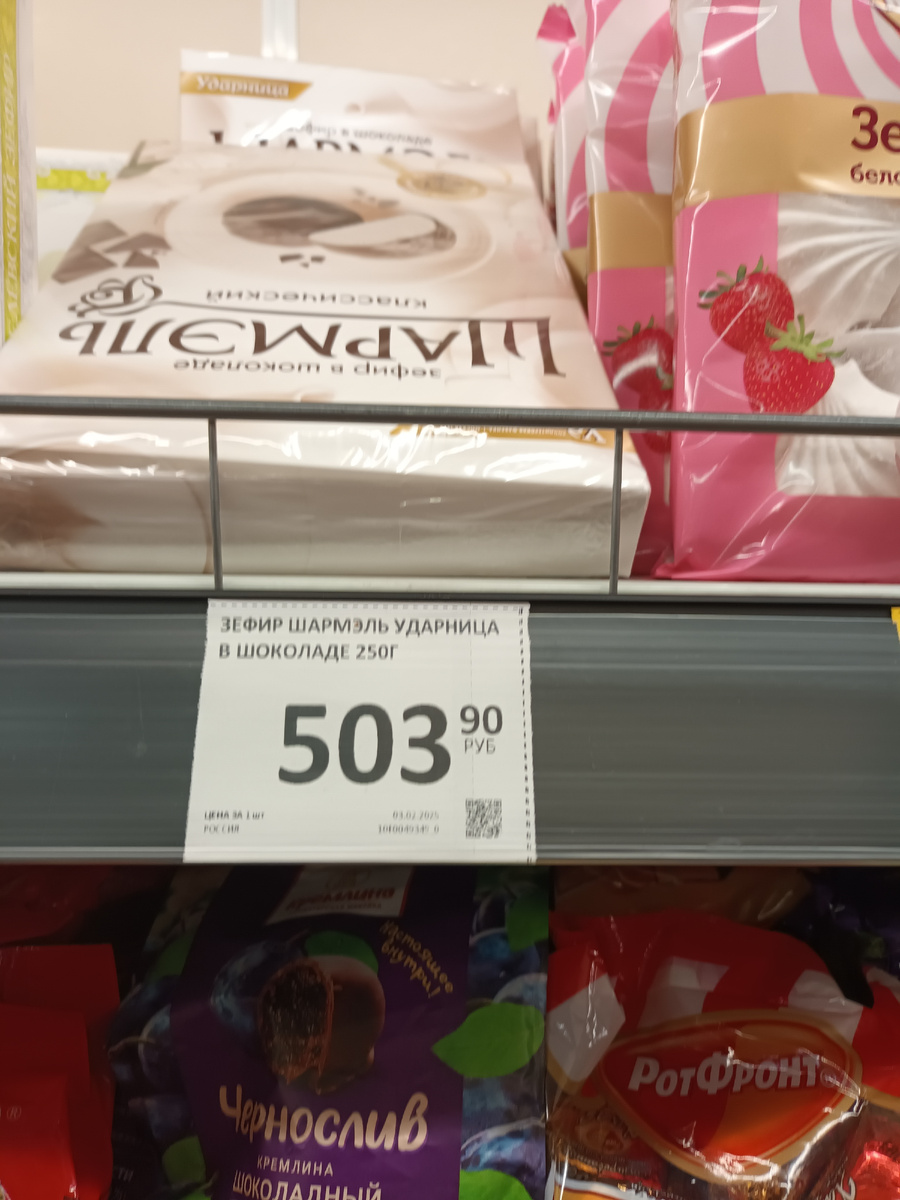 Ударница
зефир в шоколаде
ШАРМЭЛЬ
классический
ШАРМЭЛЬ
зефир в шоколаде
Зе
бело
ЗЕФИР ШАРМЭЛЬ УДАРНИЦА
В ШОКОЛАДЕ 250Г
503 90
РУБ
ЦЕНА ЗА 1 шт
РОССИЯ
03.02.2025
Настоящее
внутри!
Чернослив
КРЕМЛИНА
ШОКОЛАДНЫЙ
РотФронт